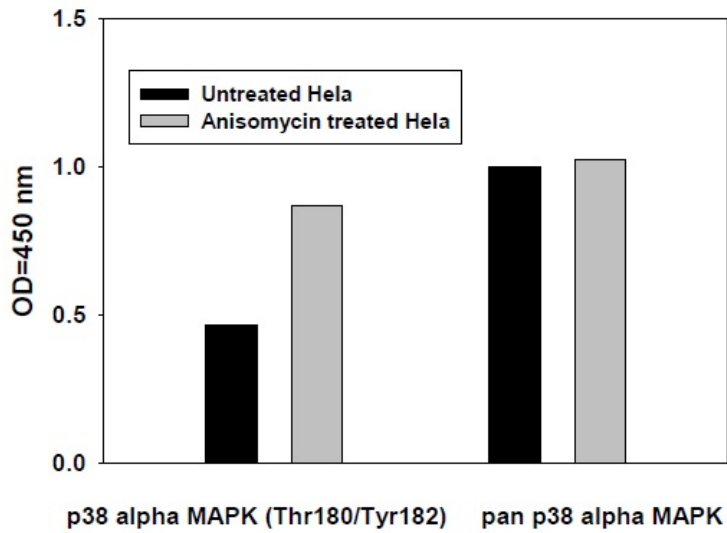 1.5
Untreated Hela
Anisomycin treated Hela
1.0
OD=450 nm
0.5
0.0
p38 alpha MAPK (Thr180/Tyr182) pan p38 alpha MAPK